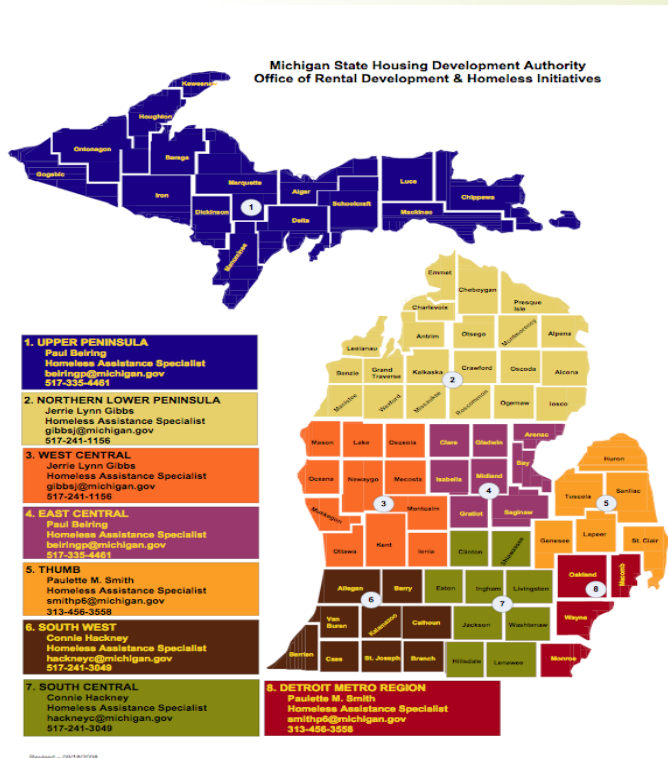 Michigan State Housing Development Authority
Office of Rental Development & Homeless Initiatives
Keweenaw
Houghton
Ontonagon
Baraga
Gogebic
Iron
Marquette
Dickinson
Menominee
1
Alger
Delta
Schoolcraft
Luce
Mackinac
Chippewa
Emmet
Cheboygan
Presque
Isle
Charlevoix
Antrim
Otsego
Montmorency
Alpena
Leelanau
Benzie
Grand
Traverse
Kalkaska
Crawford
Oscoda
Alcona
2
Manistee
Wexford
Missaukee
Roscommon
Ogemaw
Iosco
Mason
Lake
Osceola
Clare
Gladwin
Arenac
Oceana
Newaygo
Mecosta
Isabella
Midland
Bay
Huron
3
4
5
Muskegon
Montcalm
Gratiot
Saginaw
Tuscola
Sanilac
Ottawa
Kent
Ionia
Clinton
Shiawassee
Genesee
Lapeer
St. Clair
Allegan
Barry
Eaton
Ingham
Livingston
Oakland
Macomb
6
7
8
Van
Buren
Kalamazoo
Calhoun
Jackson
Washtenaw
Wayne
Berrien
Cass
St. Joseph
Branch
Hillsdale
Lenawee
Monroe
1. UPPER PENINSULA
Paul Beiring
Homeless Assistance Specialist
beiringp@michigan.gov
517-335-4461
2. NORTHERN LOWER PENINSULA
Jerrie Lynn Gibbs
Homeless Assistance Specialist
gibbsj@michigan.gov
517-241-1156
3. WEST CENTRAL
Jerrie Lynn Gibbs
Homeless Assistance Specialist
gibbsj@michigan.gov
517-241-1156
4. EAST CENTRAL
Paul Beiring
Homeless Assistance Specialist
beiringp@michigan.gov
517-335-4461
5. THUMB
Paulette M. Smith
Homeless Assistance Specialist
smithp6@michigan.gov
313-456-3558
6. SOUTH WEST
Connie Hackney
Homeless Assistance Specialist
hackneyc@michigan.gov
517-241-3049
7. SOUTH CENTRAL
Connie Hackney
Homeless Assistance Specialist
hackneyc@michigan.gov
517-241-3049
8. DETROIT METRO REGION
Paulette M. Smith
Homeless Assistance Specialist
smithp6@michigan.gov
313-456-3558